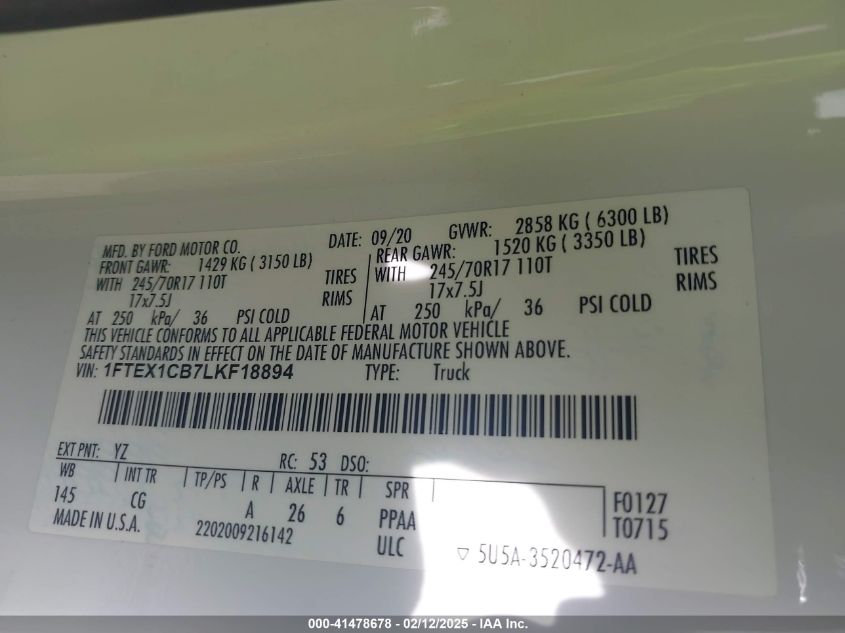 MFD. BY FORD MOTOR CO. DATE: 09/20 GVWR: 2858 KG ( 6300 LB)
FRONT GAWR: 1429 KG ( 3150 LB) REAR GAWR: 1520 KG ( 3350 LB)
WITH 245/70R17 110T TIRES WITH 245/70R17 110T TIRES
17x7.5J RIMS 17x7.5J RIMS
AT 250 kPa/ 36 PSI COLD AT 250 kPa/ 36 PSI COLD
THIS VEHICLE CONFORMS TO ALL APPLICABLE FEDERAL MOTOR VEHICLE
SAFETY STANDARDS IN EFFECT ON THE DATE OF MANUFACTURE SHOWN ABOVE.
VIN: 1FTEX1CB7LKF18894 TYPE: Truck
EXT PNT: YZ RC: 53 DSO:
WB INT TR TP/PS R AXLE TR SPR
145 CG A 26 6 PPAA F0127
MADE IN U.S.A. 2202009216142 ULC T0715
▽ 5U5A-3520472-AA
000-41478678 - 02/12/2025 - IAA Inc.